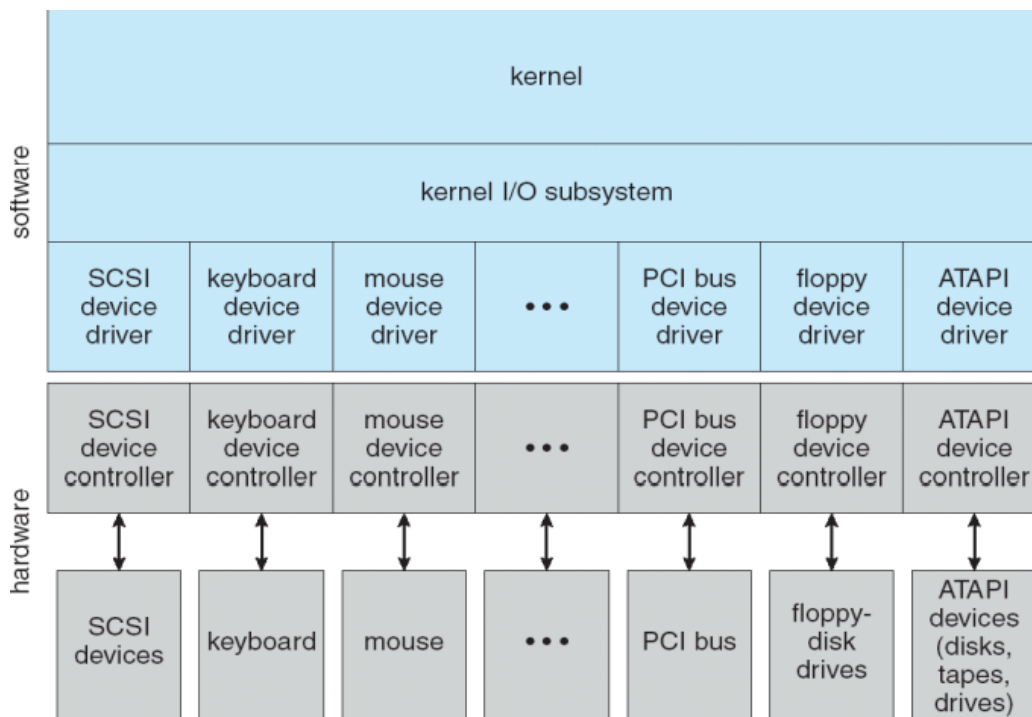 kernel
kernel I/O subsystem
software
SCSI
device
driver
keyboard
device
driver
mouse
device
driver
•••
PCI bus
device
driver
floppy
device
driver
ATAPI
device
driver
hardware
SCSI
device
controller
keyboard
device
controller
mouse
device
controller
•••
PCI bus
device
controller
floppy
device
controller
ATAPI
device
controller
SCSI
devices
keyboard
mouse
•••
PCI bus
floppy-
disk
drives
ATAPI
devices
(disks,
tapes,
drives)